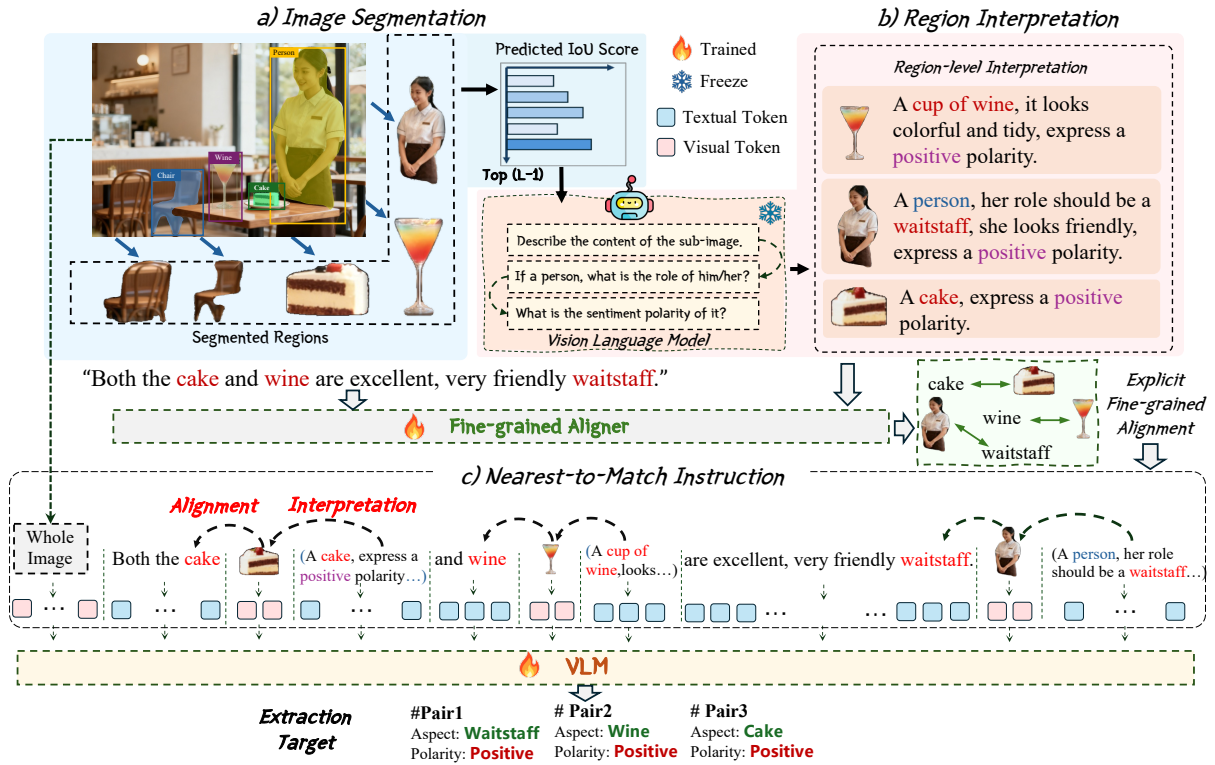 a) Image Segmentation
b) Region Interpretation
Person
Wine
Chair
Cake
Segmented Regions
Predicted IoU Score
Top (L-1)
Trained
Freeze
Textual Token
Visual Token
Describe the content of the sub-image.
If a person, what is the role of him/her?
What is the sentiment polarity of it?
Vision Language Model
Region-level Interpretation
A cup of wine, it looks
colorful and tidy, express a
positive polarity.
A person, her role should be a
waitstaff, she looks friendly,
express a positive polarity.
A cake, express a positive
polarity.
“Both the cake and wine are excellent, very friendly waitstaff.”
Fine-grained Aligner
cake
wine
waitstaff
Explicit
Fine-grained
Alignment
c) Nearest-to-Match Instruction
Alignment
Interpretation
Whole
Image
Both the cake
(A cake, express a
positive polarity…)
and wine
(A cup of
wine,looks…)
are excellent, very friendly waitstaff.
(A person, her role
should be a waitstaff…)
...
...
...
...
...
...
VLM
Extraction
Target
#Pair1
Aspect: Waitstaff
Polarity: Positive
# Pair2
Aspect: Wine
Polarity: Positive
# Pair3
Aspect: Cake
Polarity: Positive